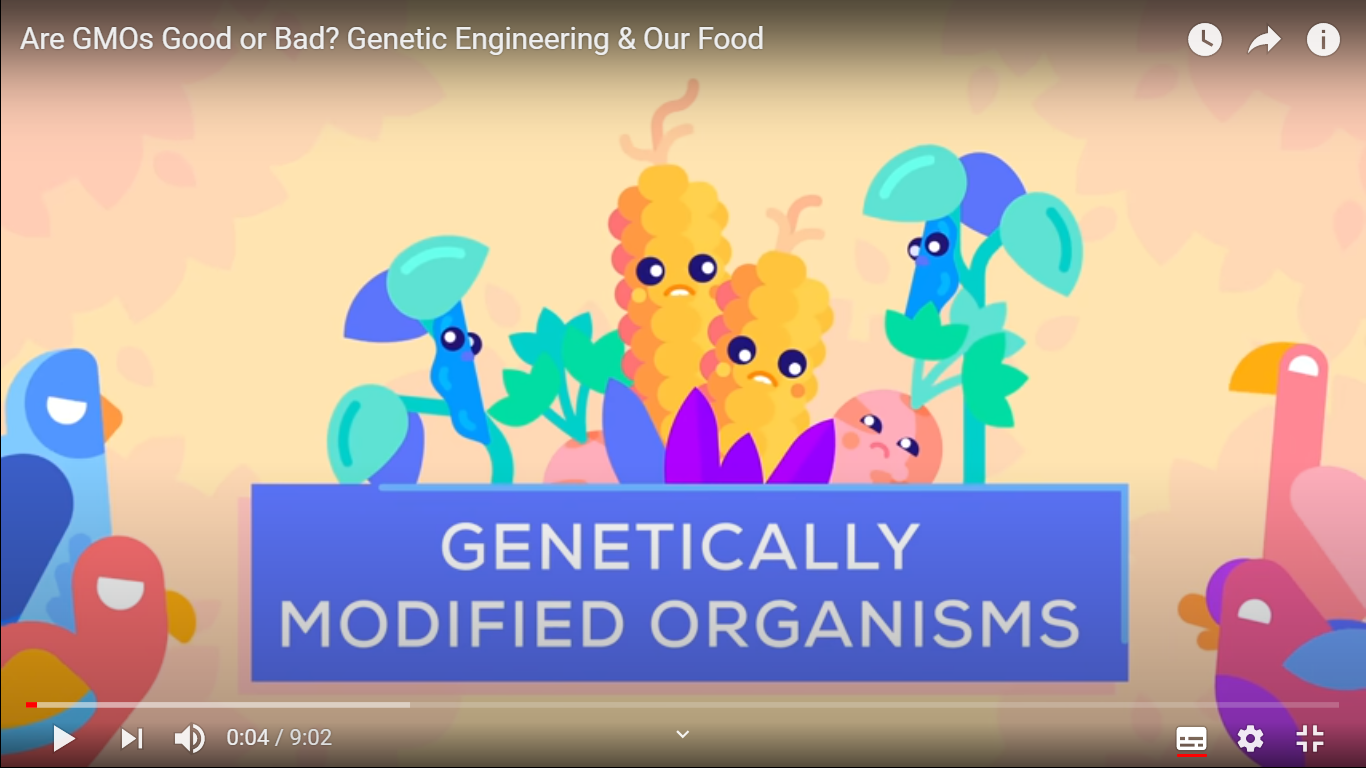 Are GMOs Good or Bad? Genetic Engineering & Our Food
GENETICALLY
MODIFIED ORGANISMS
0:04 / 9:02